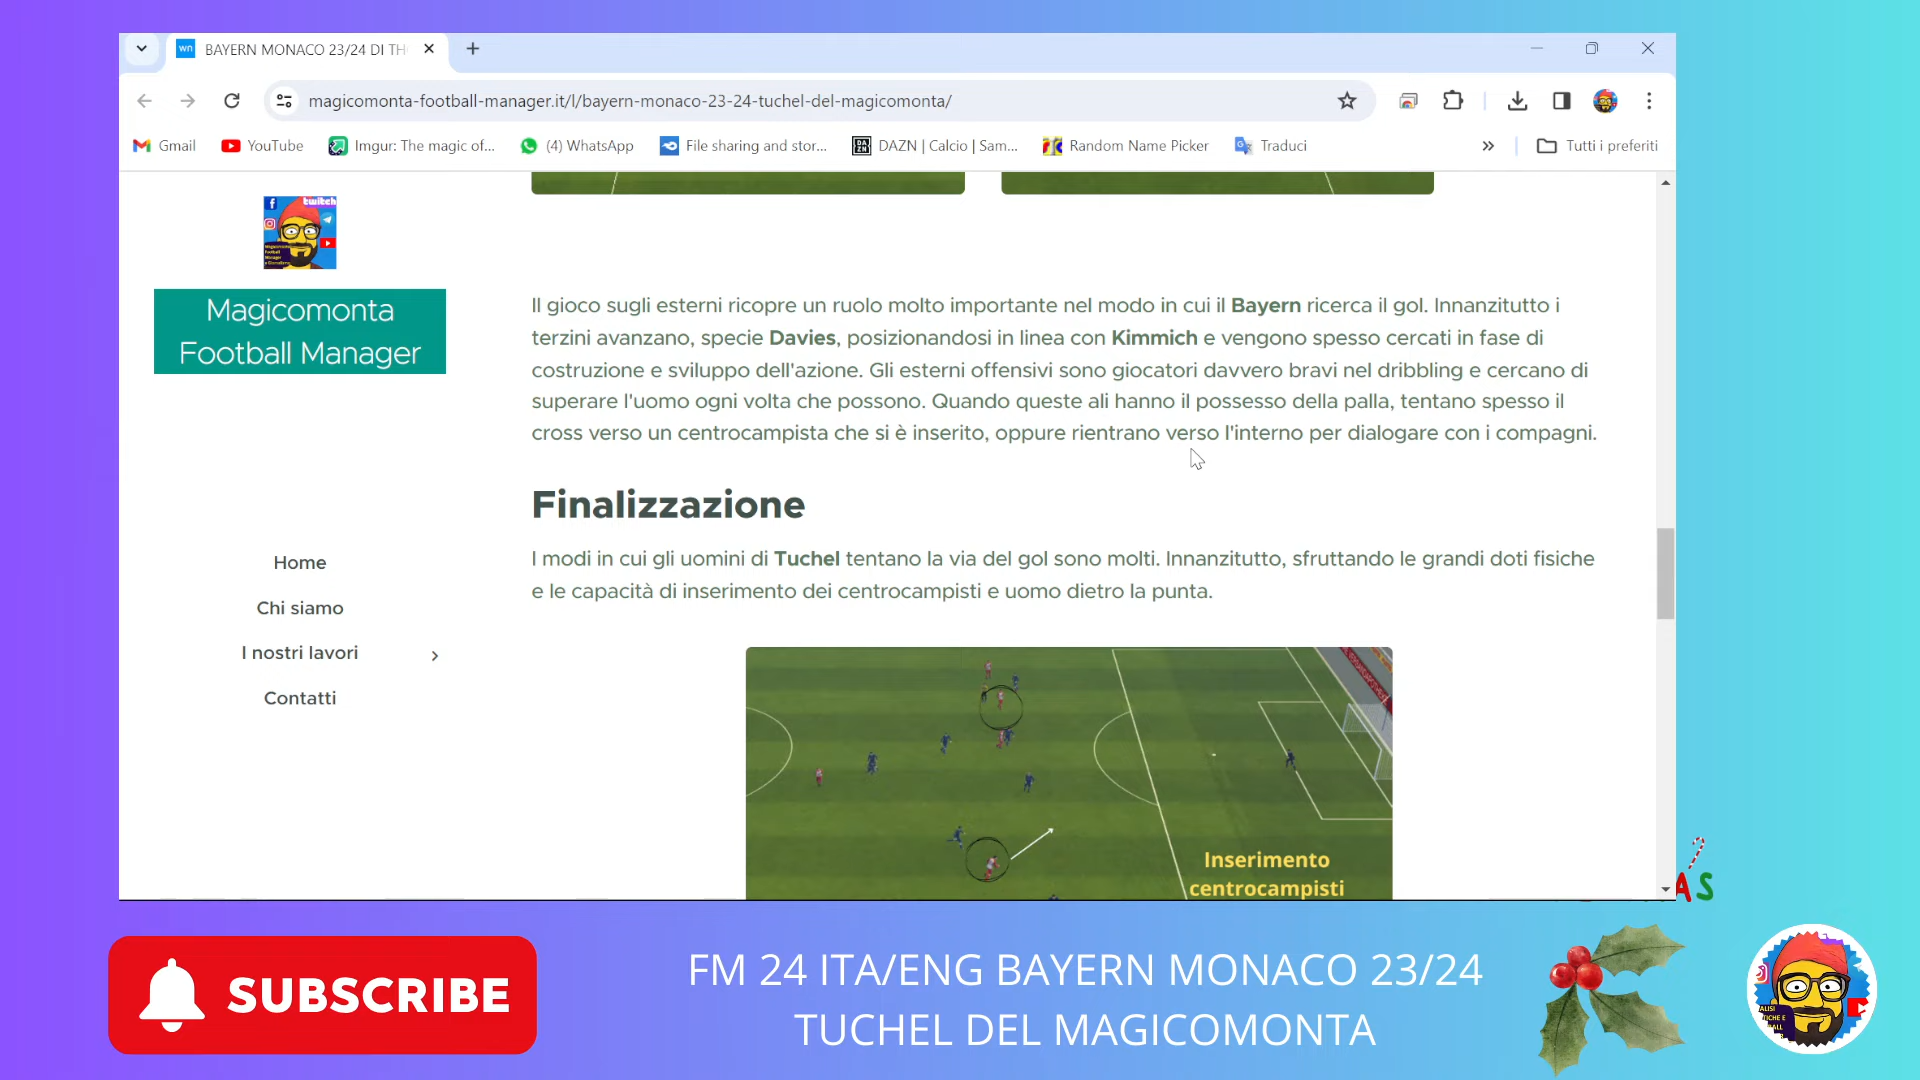 wn BAYERN MONACO 23/24 DI TH
magicomonta-football-manager.it/l/bayern-monaco-23-24-tuchel-del-magicomonta/
Gmail YouTube Imgur: The magic of... (4) WhatsApp File sharing and stor... DAZN | Calcio | Sam... Random Name Picker Traduci » Tutti i preferiti
twitch
Magicomonta
Football Manager
Home
Chi siamo
I nostri lavori
Contatti
Il gioco sugli esterni ricopre un ruolo molto importante nel modo in cui il Bayern ricerca il gol. Innanzitutto i
terzini avanzano, specie Davies, posizionandosi in linea con Kimmich e vengono spesso cercati in fase di
costruzione e sviluppo dell'azione. Gli esterni offensivi sono giocatori davvero bravi nel dribbling e cercano di
superare l'uomo ogni volta che possono. Quando queste ali hanno il possesso della palla, tentano spesso il
cross verso un centrocampista che si è inserito, oppure rientrano verso l'interno per dialogare con i compagni.
Finalizzazione
I modi in cui gli uomini di Tuchel tentano la via del gol sono molti. Innanzitutto, sfruttando le grandi doti fisiche
e le capacità di inserimento dei centrocampisti e uomo dietro la punta.
Inserimento
centrocampisti
AS
SUBSCRIBE
FM 24 ITA/ENG BAYERN MONACO 23/24
TUCHEL DEL MAGICOMONTA